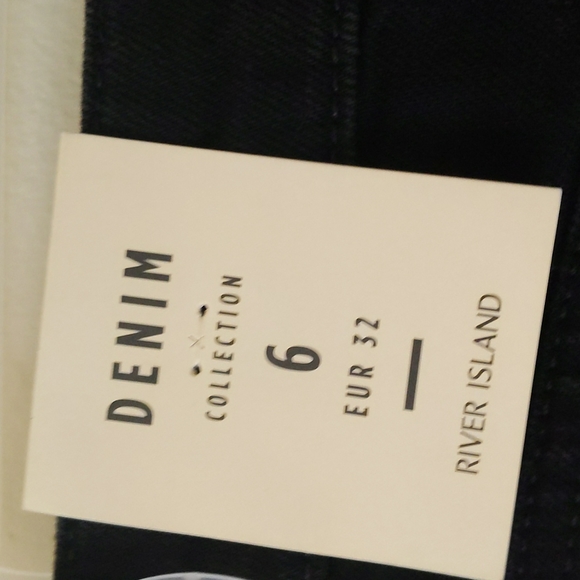 DENIM
COLLECTION
6
EUR 32
RIVER ISLAND